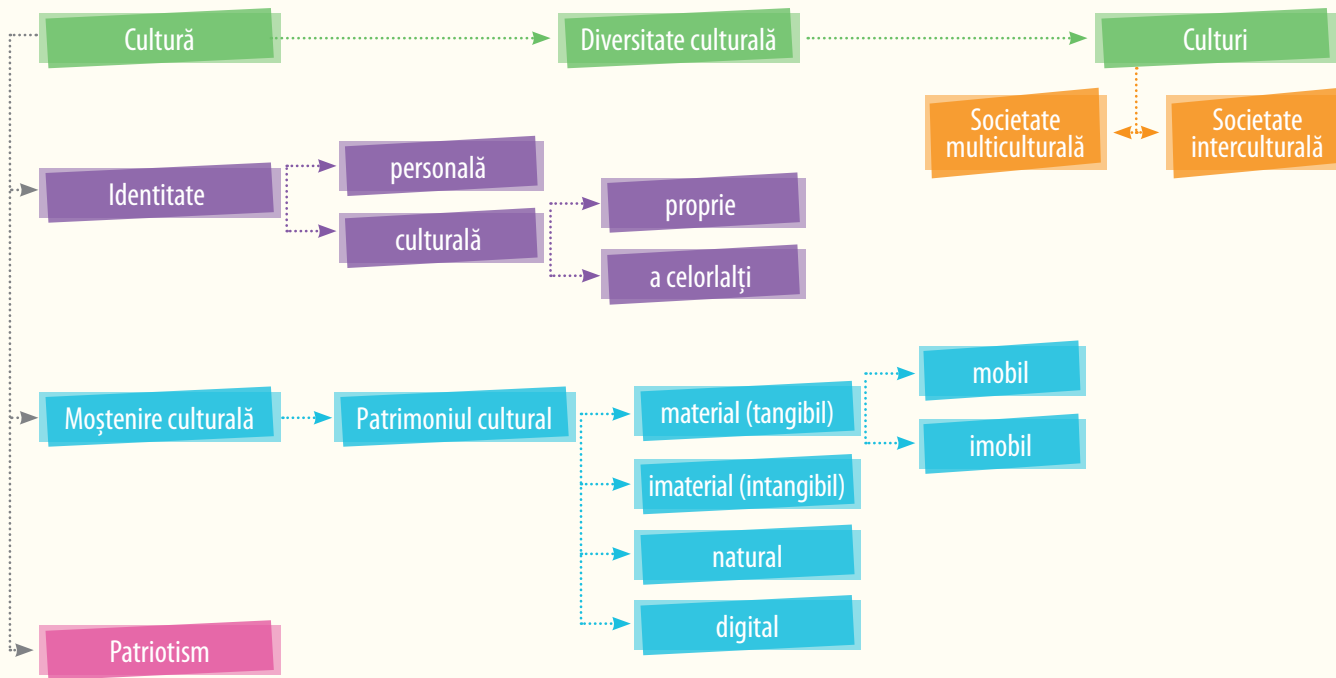 Cultură
Diversitate culturală
Culturi
Societate
multiculturală
Societate
interculturală
Identitate
personală
culturală
proprie
a celorlalți
Moștenire culturală
Patrimoniul cultural
material (tangibil)
mobil
imobil
imaterial (intangibil)
natural
digital
Patriotism